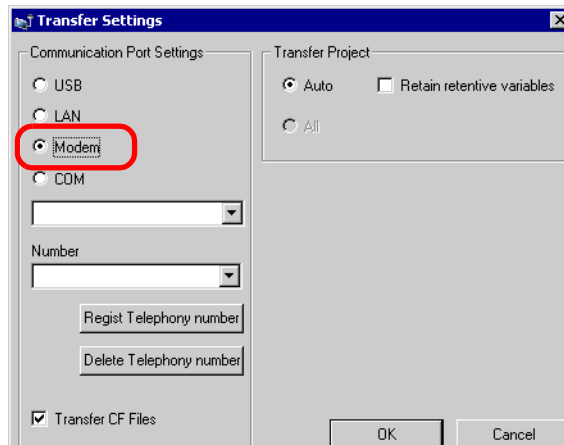 Transfer Settings
Communication Port Settings
USB
LAN
Modem
COM
Number
Regist Telephony number
Delete Telephony number
Transfer CF Files
Transfer Project
Auto
Retain retentive variables
All
OK
Cancel